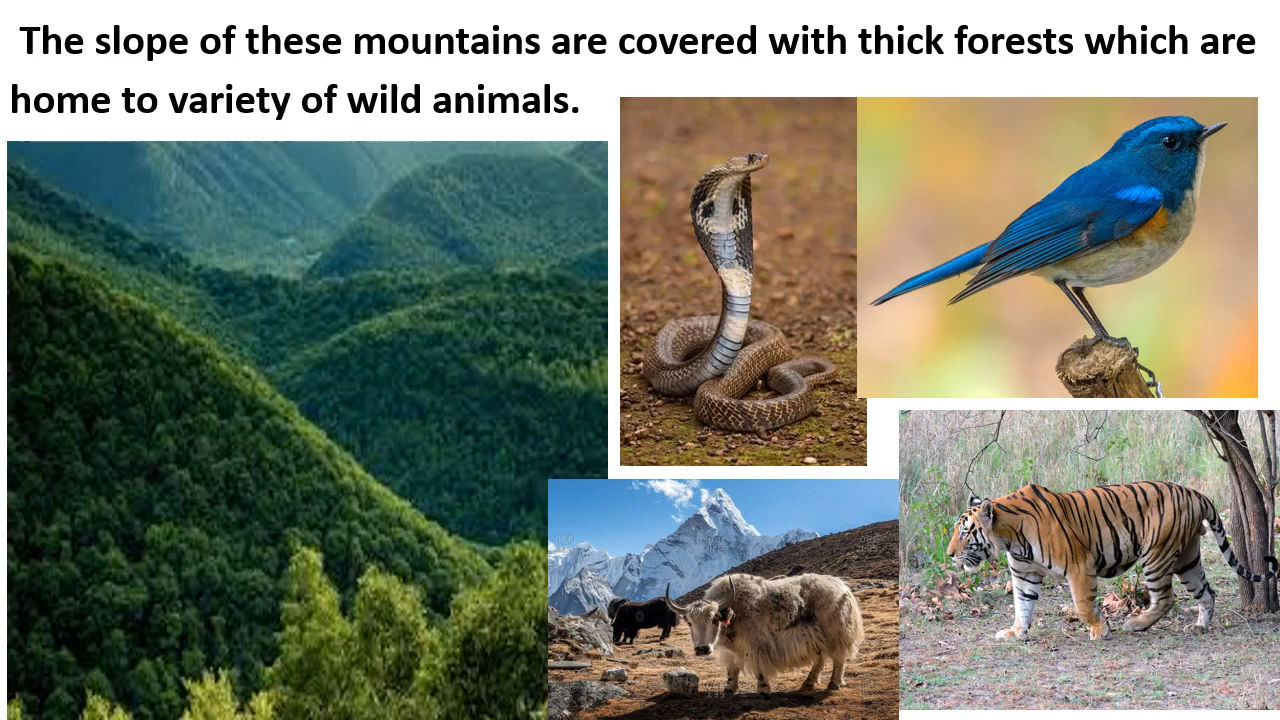 The slope of these mountains are covered with thick forests which are
home to variety of wild animals.